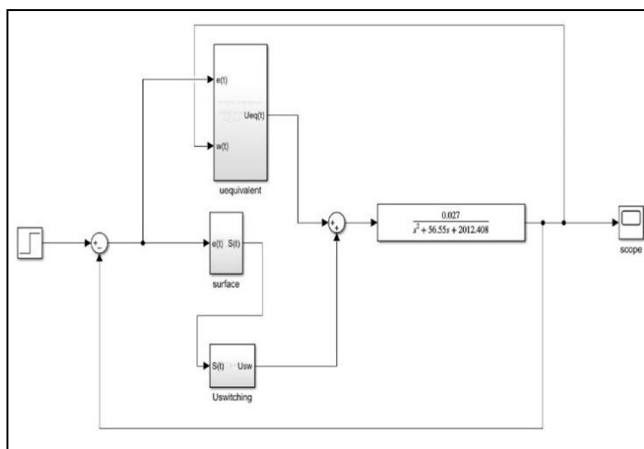 e(t)
Ueq(t)
w(t)
uequivalent
+
-
+
+
0.027
s² + 56.55s + 2012.408
scope
e(t) S(t)
surface
S(t) Usw
Uswitching